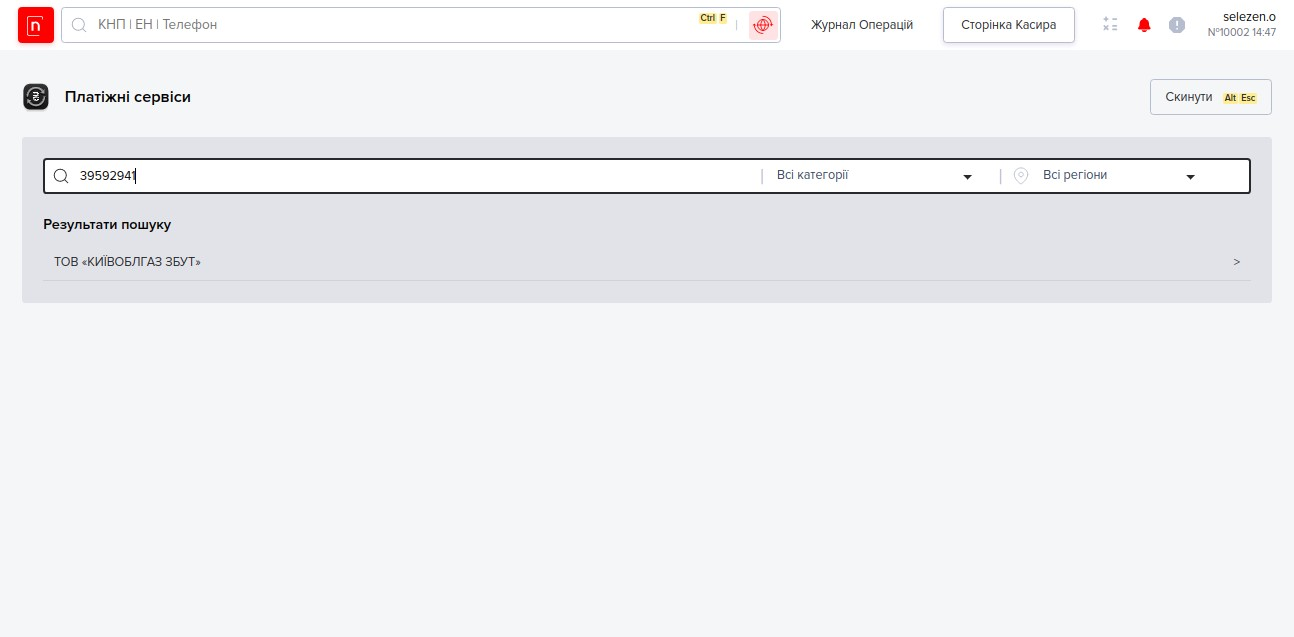 n
КНП | ЕН | Телефон
Ctrl F
Журнал Операцій
Сторінка Касира
selezen.o
№10002 14:47
Платіжні сервіси
Скинути Alt Esc
39592941
Всі категорії
Всі регіони
Результати пошуку
ТОВ «КИЇВОБЛГАЗ ЗБУТ» >